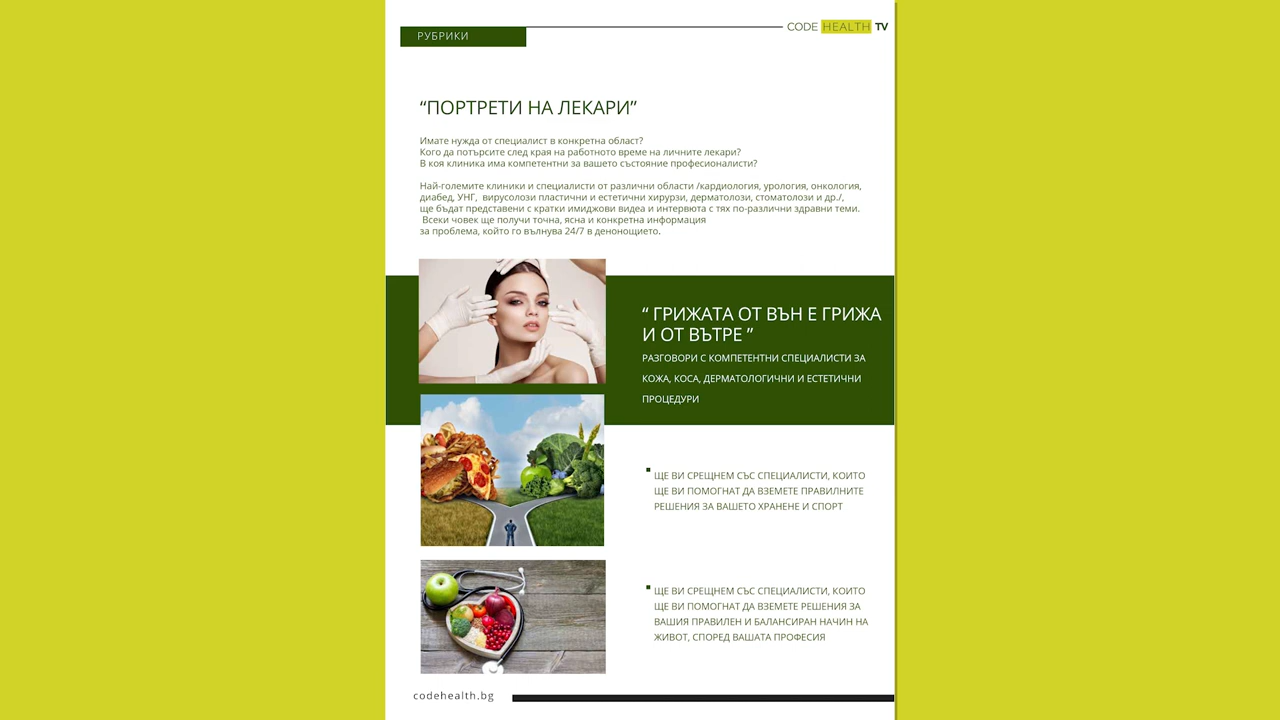 РУБРИКИ
CODE HEALTH TV
“ПОРТРЕТИ НА ЛЕКАРИ”
Имате нужда от специалист в конкретна област?
Кого да потърсите след края на работното време на личните лекари?
В коя клиника има компетентни за вашето състояние професионалисти?
Най-големите клиники и специалисти от различни области /кардиология, урология, онкология,
диабед, УНГ, вирусолози пластични и естетични хирурзи, дерматолози, стоматолози и др./,
ще бъдат представени с кратки имиджови видеа и интервюта с тях по-различни здравни теми.
Всеки човек ще получи точна, ясна и конкретна информация
за проблема, който го вълнува 24/7 в денонощието.
“ ГРИЖАТА ОТ ВЪН Е ГРИЖА
И ОТ ВЪТРЕ ”
РАЗГОВОРИ С КОМПЕТЕНТНИ СПЕЦИАЛИСТИ ЗА
КОЖА, КОСА, ДЕРМАТОЛОГИЧНИ И ЕСТЕТИЧНИ
ПРОЦЕДУРИ
ЩЕ ВИ СРЕЩНЕМ СЪС СПЕЦИАЛИСТИ, КОИТО
ЩЕ ВИ ПОМОГНАТ ДА ВЗЕМЕТЕ ПРАВИЛНИТЕ
РЕШЕНИЯ ЗА ВАШЕТО ХРАНЕНЕ И СПОРТ
ЩЕ ВИ СРЕЩНЕМ СЪС СПЕЦИАЛИСТИ, КОИТО
ЩЕ ВИ ПОМОГНАТ ДА ВЗЕМЕТЕ РЕШЕНИЯ ЗА
ВАШИЯ ПРАВИЛЕН И БАЛАНСИРАН НАЧИН НА
ЖИВОТ, СПОРЕД ВАШАТА ПРОФЕСИЯ
codehealth.bg